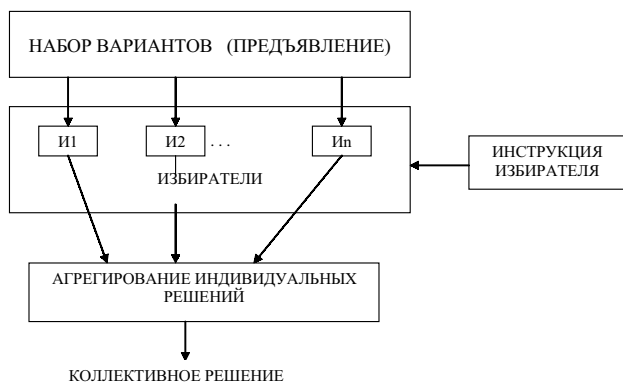 НАБОР ВАРИАНТОВ (ПРЕДЪЯВЛЕНИЕ)
И1
И2
. . .
Иn
ИЗБИРАТЕЛИ
ИНСТРУКЦИЯ
ИЗБИРАТЕЛЯ
АГРЕГИРОВАНИЕ ИНДИВИДУАЛЬНЫХ
РЕШЕНИЙ
КОЛЛЕКТИВНОЕ РЕШЕНИЕ